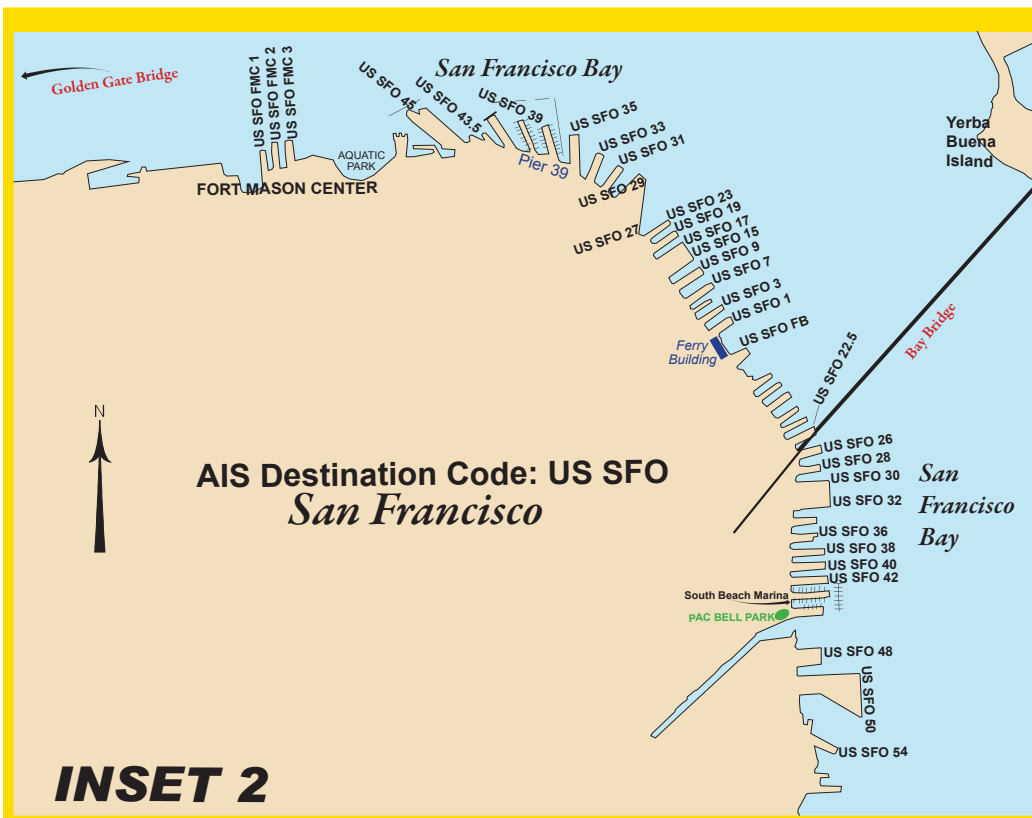 Golden Gate Bridge
US SFO FMC 1
US SFO FMC 2
US SFO FMC 3
San Francisco Bay
US SFO 45
US SFO 43.5
US SFO 39
US SFO 35
US SFO 33
US SFO 31
Pier 39
AQUATIC
PARK
FORT MASON CENTER
US SFO 29
US SFO 27
US SFO 23
US SFO 19
US SFO 17
US SFO 15
US SFO 9
US SFO 7
US SFO 3
US SFO 1
US SFO FB
Ferry
Building
Yerba
Buena
Island
Bay Bridge
US SFO 22.5
N
AIS Destination Code: US SFO
San Francisco
US SFO 26
US SFO 28
US SFO 30
US SFO 32
US SFO 36
US SFO 38
US SFO 40
US SFO 42
San
Francisco
Bay
South Beach Marina
PAC BELL PARK
US SFO 48
US SFO 50
US SFO 54
INSET 2